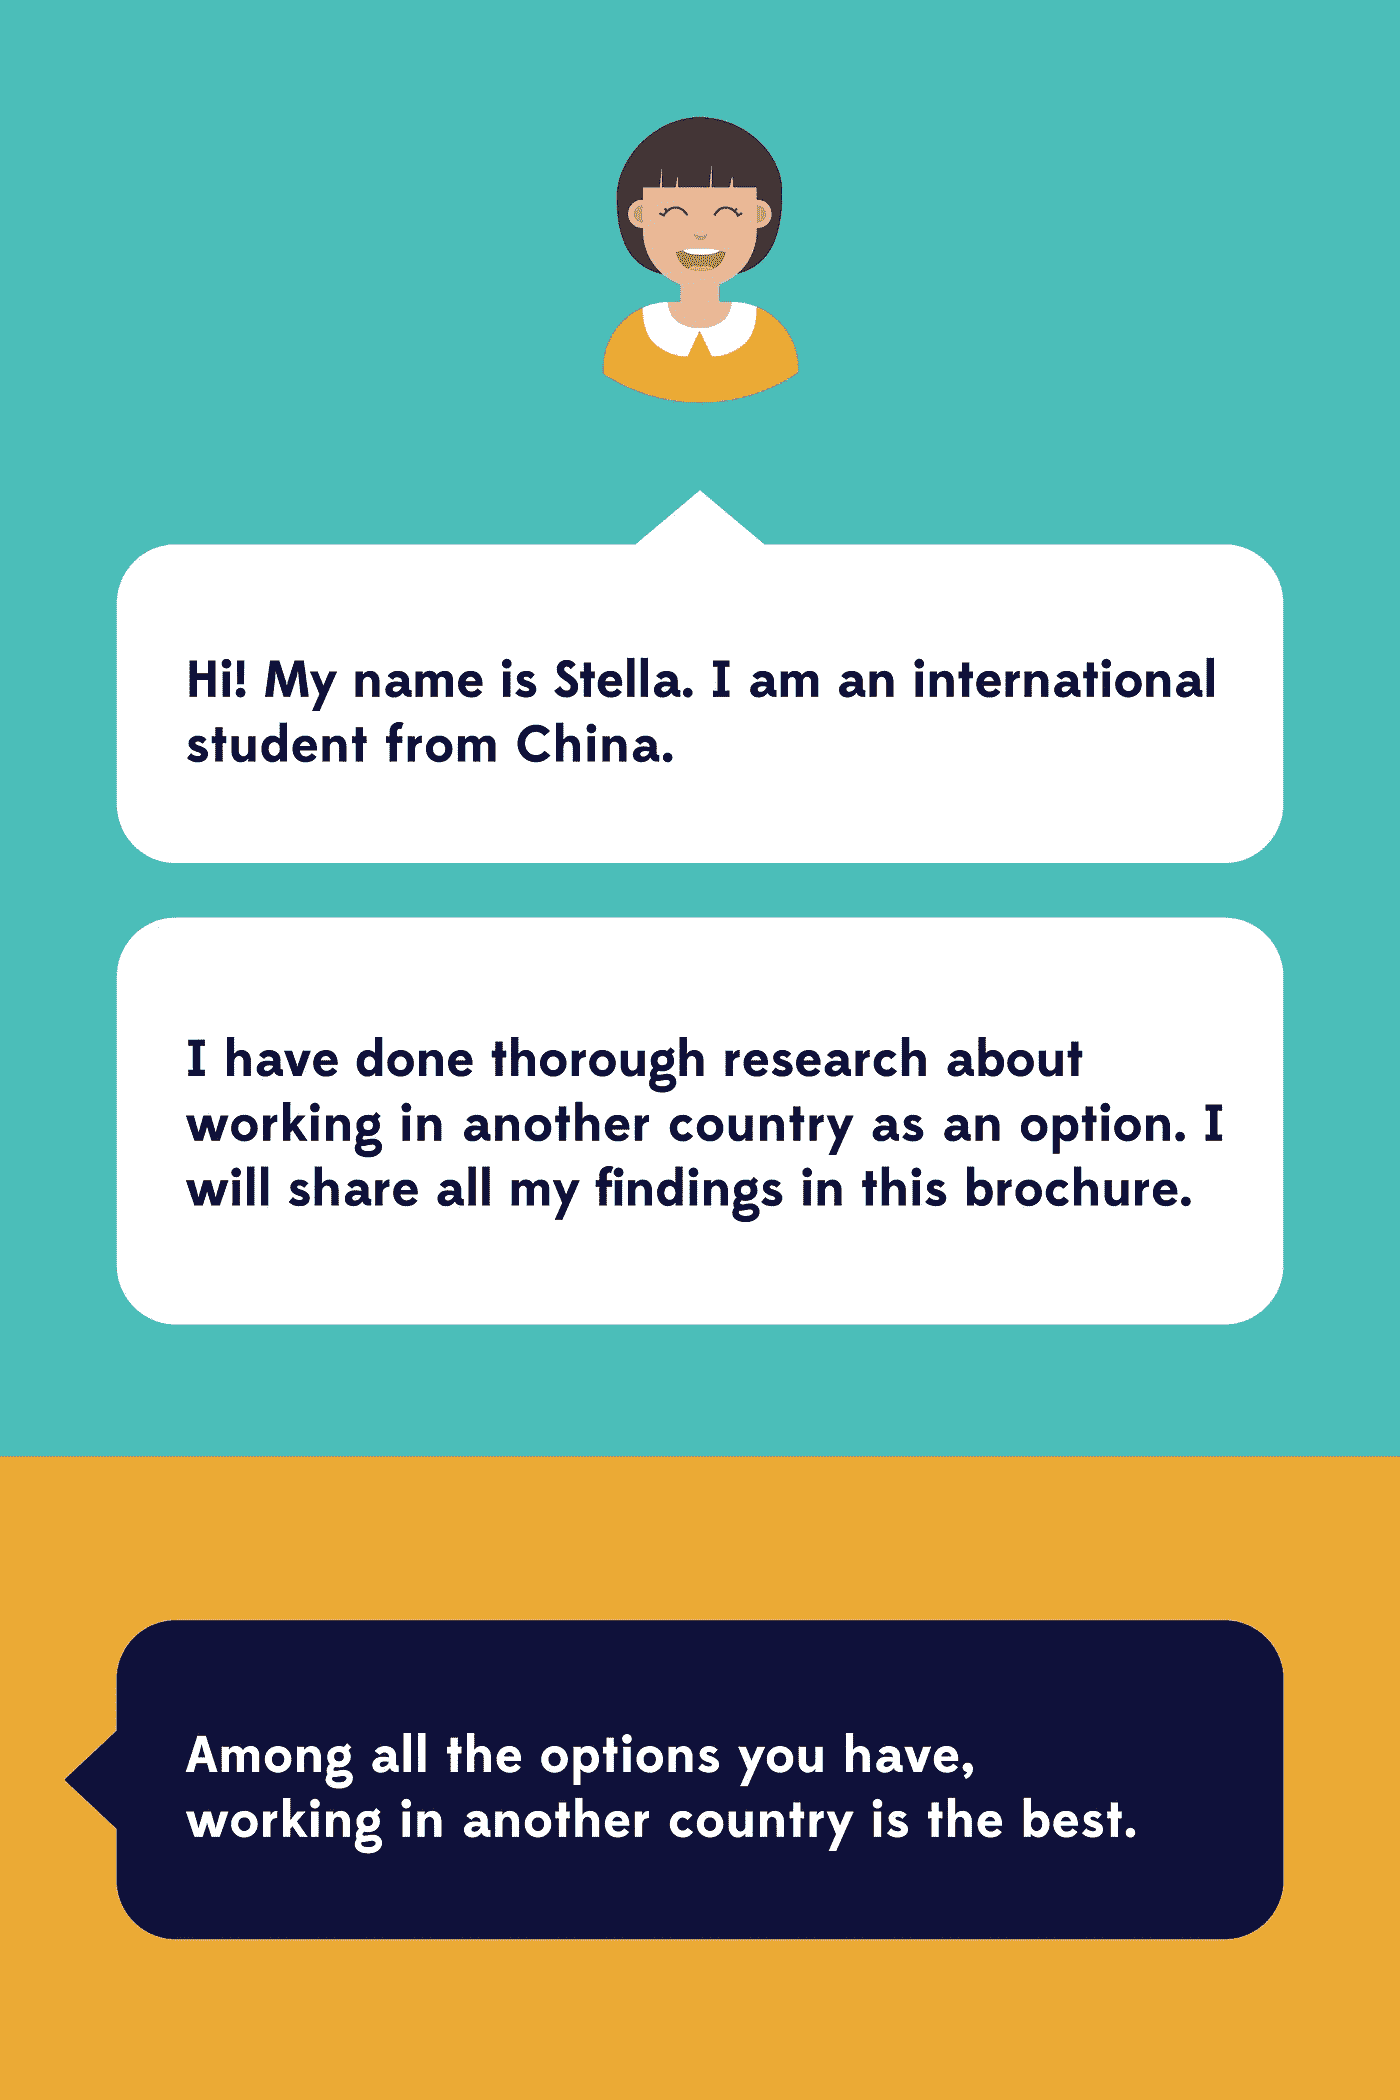 Hi! My name is Stella. I am an international
student from China.
I have done thorough research about
working in another country as an option. I
will share all my findings in this brochure.
Among all the options you have,
working in another country is the best.